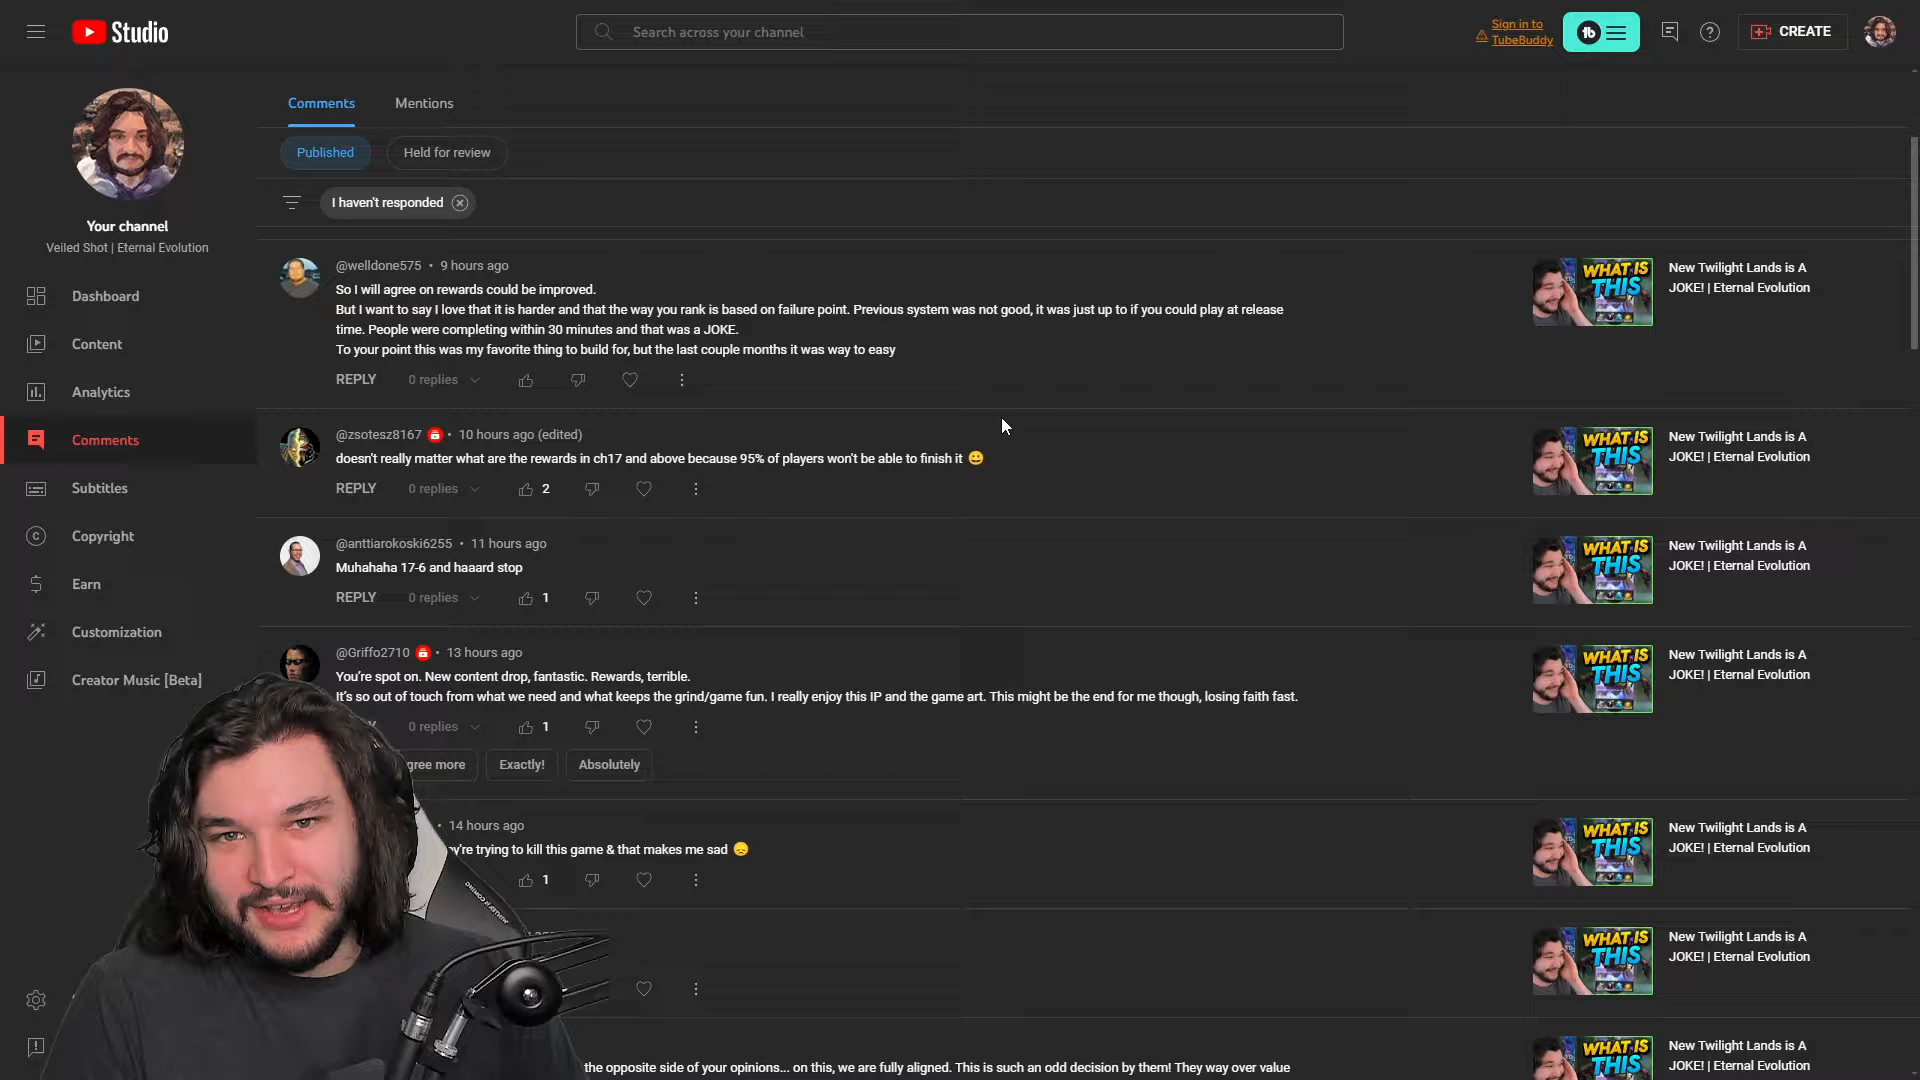 Studio
Search across your channel
Sign in to
TubeBuddy
tb
CREATE
Your channel
Veiled Shot | Eternal Evolution
Dashboard
Content
Analytics
Comments
Subtitles
Copyright
Earn
Customization
Creator Music [Beta]
Comments
Mentions
Published
Held for review
I haven't responded
@welldone575 • 9 hours ago
So I will agree on rewards could be improved.
But I want to say I love that it is harder and that the way you rank is based on failure point. Previous system was not good, it was just up to if you could play at release
time. People were completing within 30 minutes and that was a JOKE.
To your point this was my favorite thing to build for, but the last couple months it was way to easy
REPLY 0 replies
WHAT IS
THIS
New Twilight Lands is A
JOKE! | Eternal Evolution
@zsotesz8167 • 10 hours ago (edited)
doesn't really matter what are the rewards in ch17 and above because 95% of players won't be able to finish it 😀
REPLY 0 replies 2
WHAT IS
THIS
New Twilight Lands is A
JOKE! | Eternal Evolution
@anttiarokoski6255 • 11 hours ago
Muhahaha 17-6 and haaard stop
REPLY 0 replies 1
WHAT IS
THIS
New Twilight Lands is A
JOKE! | Eternal Evolution
@Griffo2710 • 13 hours ago
You're spot on. New content drop, fantastic. Rewards, terrible.
It's so out of touch from what we need and what keeps the grind/game fun. I really enjoy this IP and the game art. This might be the end for me though, losing faith fast.
0 replies 1
gree more
Exactly!
Absolutely
WHAT IS
THIS
New Twilight Lands is A
JOKE! | Eternal Evolution
• 14 hours ago
y're trying to kill this game & that makes me sad 😞
1
WHAT IS
THIS
New Twilight Lands is A
JOKE! | Eternal Evolution
WHAT IS
THIS
New Twilight Lands is A
JOKE! | Eternal Evolution
the opposite side of your opinions... on this, we are fully aligned. This is such an odd decision by them! They way over value
WHAT IS
THIS
New Twilight Lands is A
JOKE! | Eternal Evolution